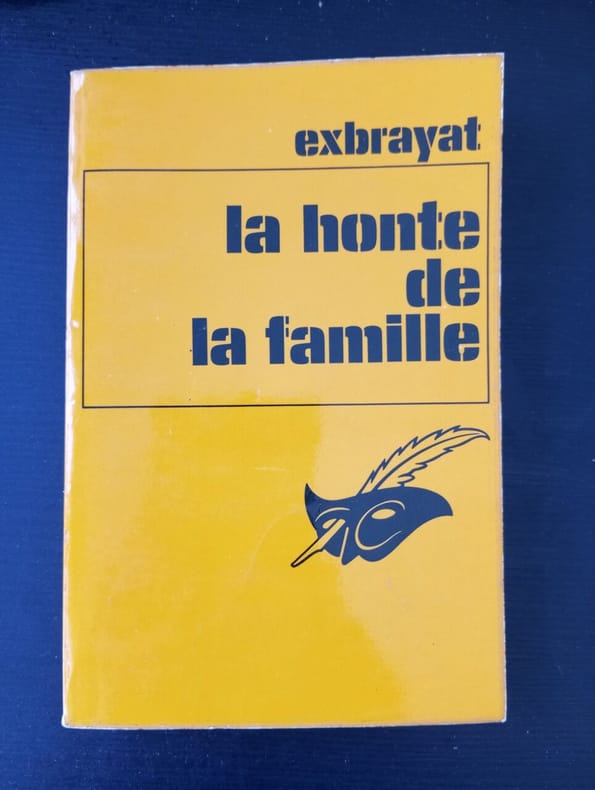 exbrayat
la honte
de
la famille